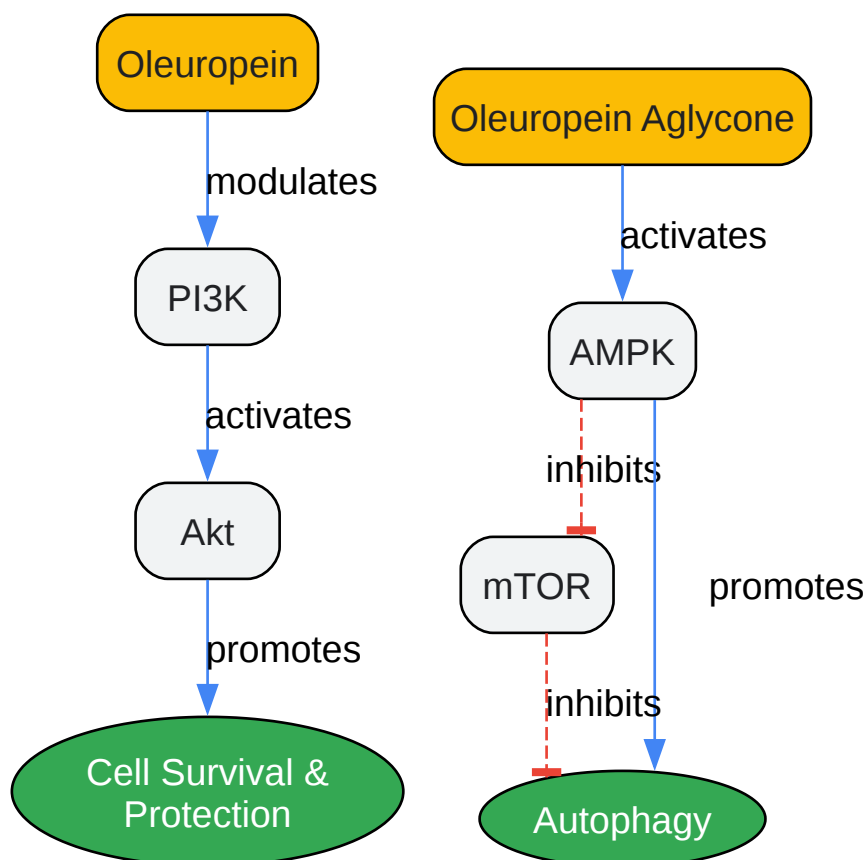 Oleuropein
modulates
PI3K
activates
Akt
promotes
Cell Survival &
Protection
Oleuropein Aglycone
activates
AMPK
inhibits
mTOR
promotes
inhibits
Autophagy